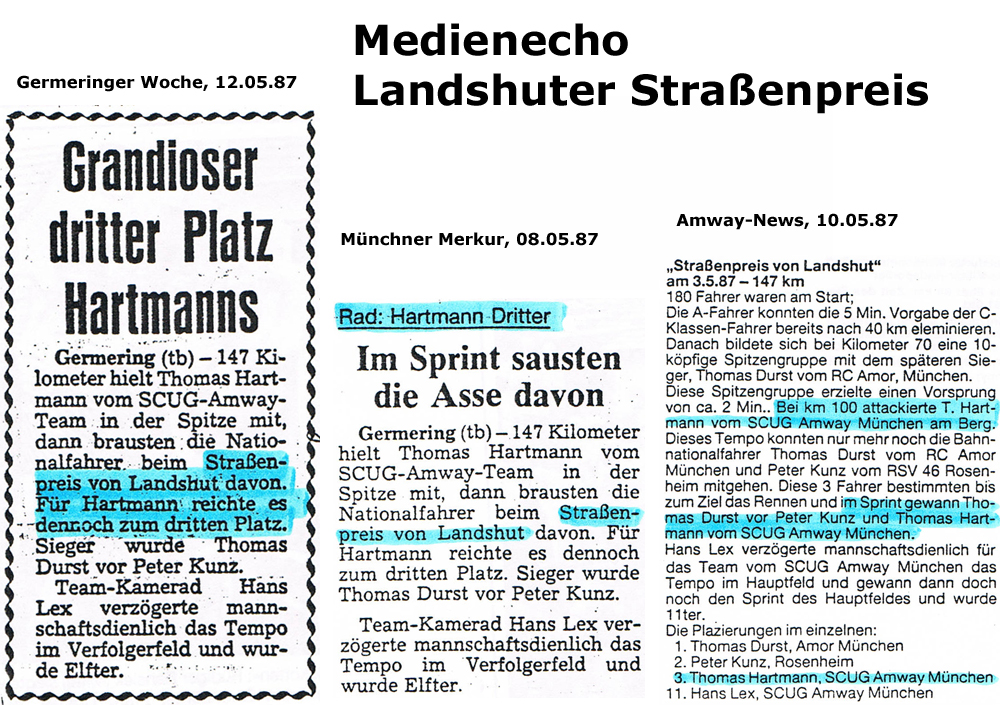 Medienecho
Landshuter Straßenpreis
Germeringer Woche, 12.05.87
Grandioser
dritter Platz
Hartmanns
Germering (tb) – 147 Ki-
lometer hielt Thomas Hart-
mann vom SCUG-Amway-
Team in der Spitze mit,
dann brausten die Natio-
nalfahrer beim Straßen-
preis von Landshut davon.
Für Hartmann reichte es
dennoch zum dritten Platz.
Sieger wurde Thomas
Durst vor Peter Kunz.
Team-Kamerad Hans
Lex verzögerte mann-
schaftsdienlich das Tempo
im Verfolgerfeld und wur-
de Elfter.
Münchner Merkur, 08.05.87
Rad: Hartmann Dritter
Im Sprint sausten
die Asse davon
Germering (tb) – 147 Kilometer
hielt Thomas Hartmann vom
SCUG-Amway-Team in der
Spitze mit, dann brausten die
Nationalfahrer beim Straßen-
preis von Landshut davon. Für
Hartmann reichte es dennoch
zum dritten Platz. Sieger wurde
Thomas Durst vor Peter Kunz.
Team-Kamerad Hans Lex ver-
zögerte mannschaftsdienlich das
Tempo im Verfolgerfeld und
wurde Elfter.
Amway-News, 10.05.87
„Straßenpreis von Landshut“
am 3.5.87 – 147 km
180 Fahrer waren am Start;
Die A-Fahrer konnten die 5 Min. Vorgabe der C-
Klassen-Fahrer bereits nach 40 km eleminieren.
Danach bildete sich bei Kilometer 70 eine 10-
köpfige Spitzengruppe mit dem späteren Sie-
ger, Thomas Durst vom RC Amor, München.
Diese Spitzengruppe erzielte einen Vorsprung
von ca. 2 Min.. Bei km 100 attackierte T. Hart-
mann vom SCUG Amway München am Berg.
Dieses Tempo konnten nur mehr noch die Bahn-
nationalfahrer Thomas Durst vom RC Amor
München und Peter Kunz vom RSV 46 Rosen-
heim mitgehen. Diese 3 Fahrer bestimmten bis
zum Ziel das Rennen und im Sprint gewann Tho-
mas Durst vor Peter Kunz und Thomas Hart-
mann vom SCUG Amway München.
Hans Lex verzögerte mannschaftsdienlich für
das Team vom SCUG Amway München das
Tempo im Hauptfeld und gewann dann doch
noch den Sprint des Hauptfeldes und wurde
11ter.
Die Plazierungen im einzelnen:
1. Thomas Durst, Amor München
2. Peter Kunz, Rosenheim
3. Thomas Hartmann, SCUG Amway München
11. Hans Lex, SCUG Amway München